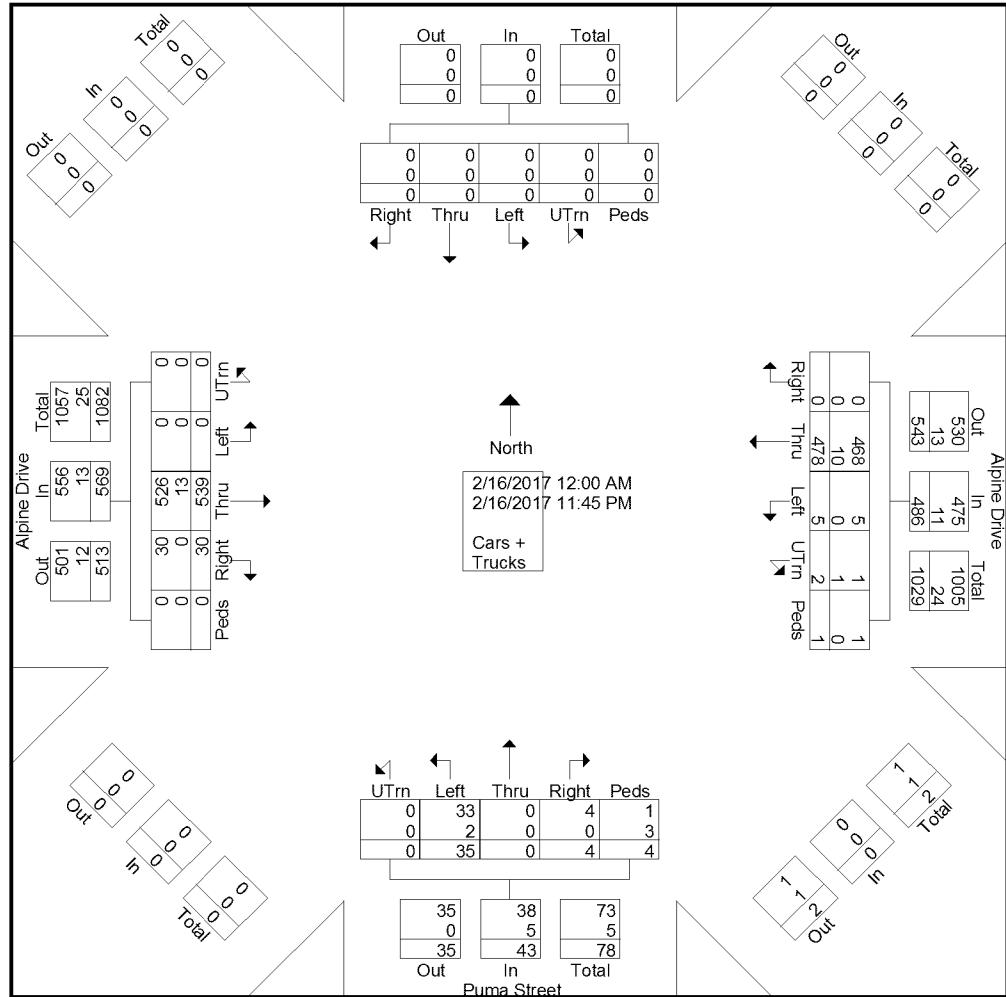 Out In Total
0 0 0
0 0 0
0 0 0
0 0 0 0 0
0 0 0 0 0
0 0 0 0 0
Right Thru Left UTrn Peds
Total
0
0
0
In
0
0
0
Out
0
0
0
Out
0
0
0
In
0
0
0
Total
0
0
0
Alpine Drive
Total In Out
1057 556 501
25 13 12
1082 569 513
0 0 526 30 0
0 0 13 0 0
0 0 539 30 0
UTrn Left Thru Right Peds
North
2/16/2017 12:00 AM
2/16/2017 11:45 PM
Cars +
Trucks
Right Thru Left UTrn Peds
0 468 5 1 1
0 10 0 1 0
0 478 5 2 1
Out In Total
530 475 1005
13 11 24
543 486 1029
Alpine Drive
0
0
0
Out
0
0
0
In
0
0
0
Total
1
1
2
Total
0
0
0
In
1
1
2
Out
UTrn Left Thru Right Peds
0 33 0 4 1
0 2 0 0 3
0 35 0 4 4
35 38 73
0 5 5
35 43 78
Out In Total
Puma Street